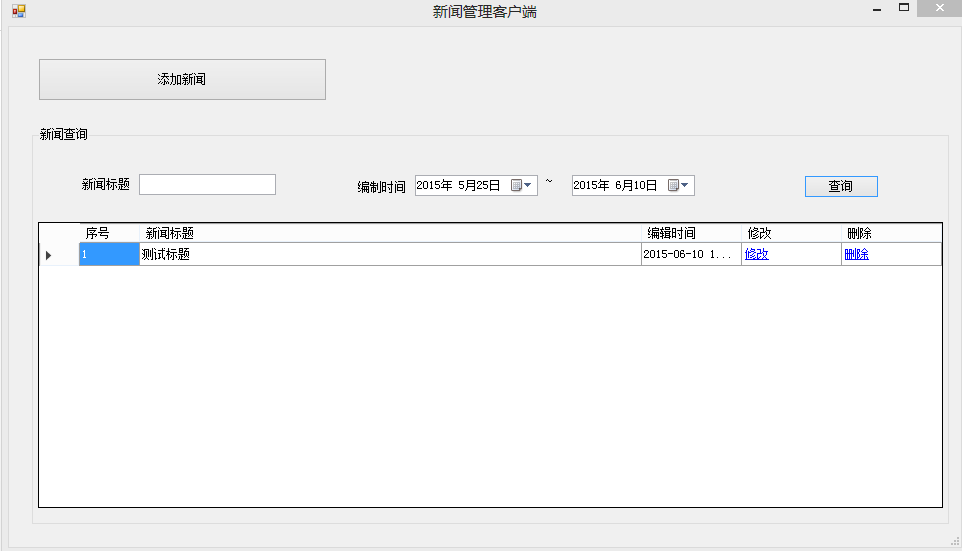 新闻管理客户端
添加新闻
新闻查询
新闻标题 编制时间 2015年 5月25日 ~ 2015年 6月10日 查询
序号 新闻标题 编辑时间 修改 删除
1 测试标题 2015-06-10 1... 修改 删除